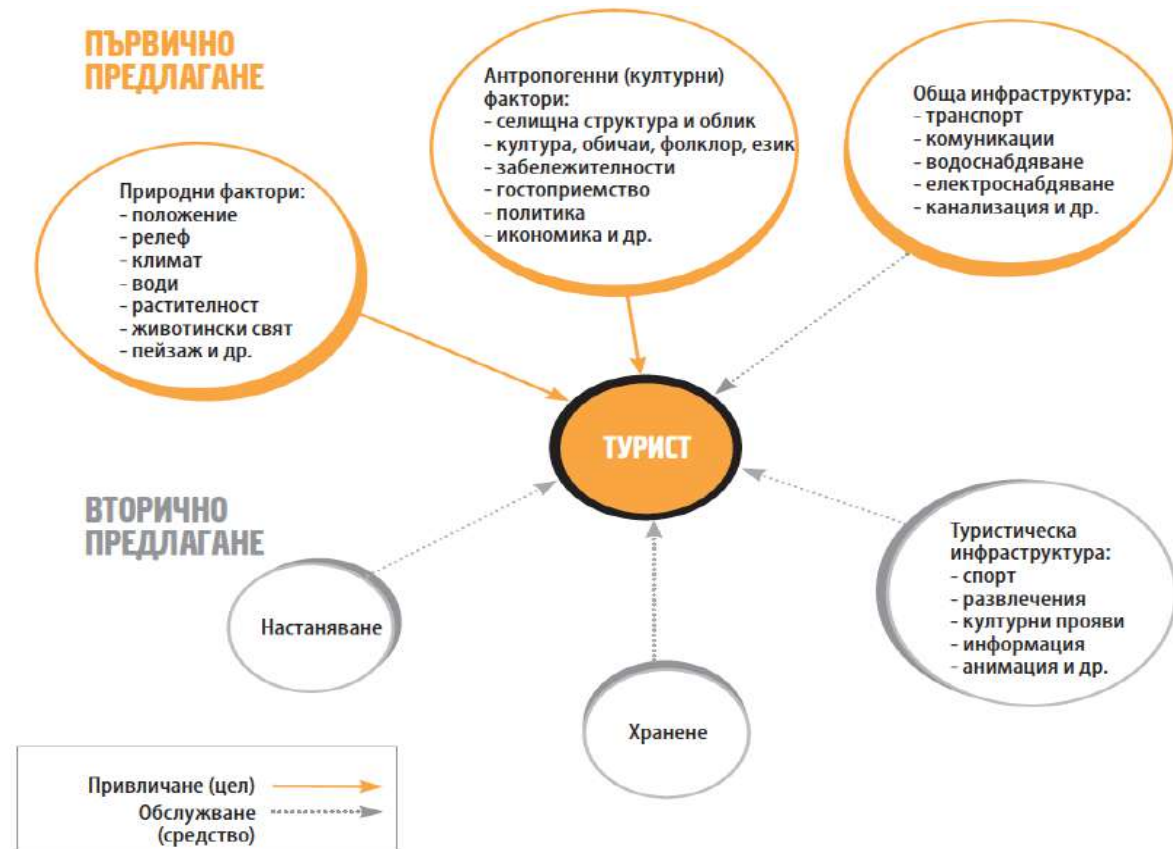 ПЪРВИЧНО
ПРЕДЛАГАНЕ
Природни фактори:
- положение
- релеф
- климат
- води
- растителност
- животински свят
- пейзаж и др.
Антропогенни (културни)
фактори:
- селищна структура и облик
- култура, обичаи, фолклор, език
- забележителности
- гостоприемство
- политика
- икономика и др.
Обща инфраструктура:
- транспорт
- комуникации
- водоснабдяване
- електроснабдяване
- канализация и др.
ТУРИСТ
ВТОРИЧНО
ПРЕДЛАГАНЕ
Настаняване
Хранене
Туристическа
инфраструктура:
- спорт
- развлечения
- културни прояви
- информация
- анимация и др.
Привличане (цел)
Обслужване
(средство)